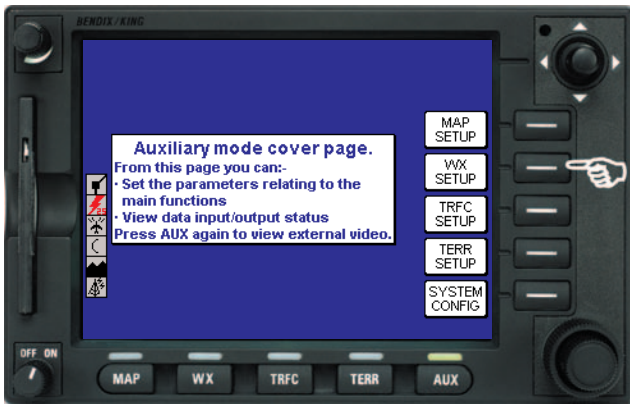 BENDIX/KING
Auxiliary mode cover page.
From this page you can:-
· Set the parameters relating to the
main functions
· View data input/output status
Press AUX again to view external video.
25
MAP
SETUP
WX
SETUP
TRFC
SETUP
TERR
SETUP
SYSTEM
CONFIG
OFF ON
MAP
WX
TRFC
TERR
AUX